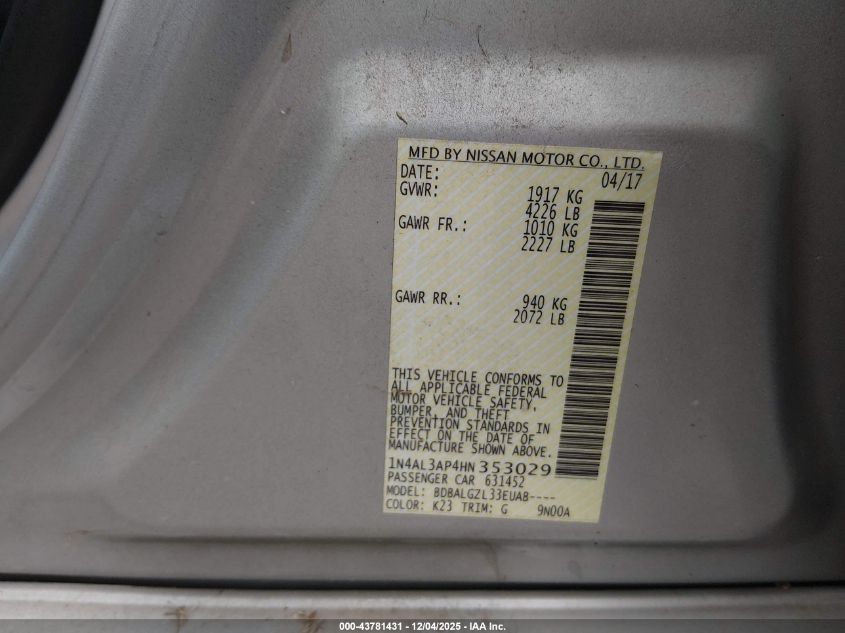 MFD BY NISSAN MOTOR CO., LTD.
DATE: 04/17
GVWR: 1917 KG
4226 LB
GAWR FR.: 1010 KG
2227 LB
GAWR RR.: 940 KG
2072 LB
THIS VEHICLE CONFORMS TO
ALL APPLICABLE FEDERAL
MOTOR VEHICLE SAFETY,
BUMPER, AND THEFT
PREVENTION STANDARDS IN
EFFECT ON THE DATE OF
MANUFACTURE SHOWN ABOVE.
1N4AL3AP4HN 353029
PASSENGER CAR 631452
MODEL: BDBALGZL33EUAB----
COLOR: K23 TRIM: G 9N00A
000-43781431 - 12/04/2025 - IAA Inc.